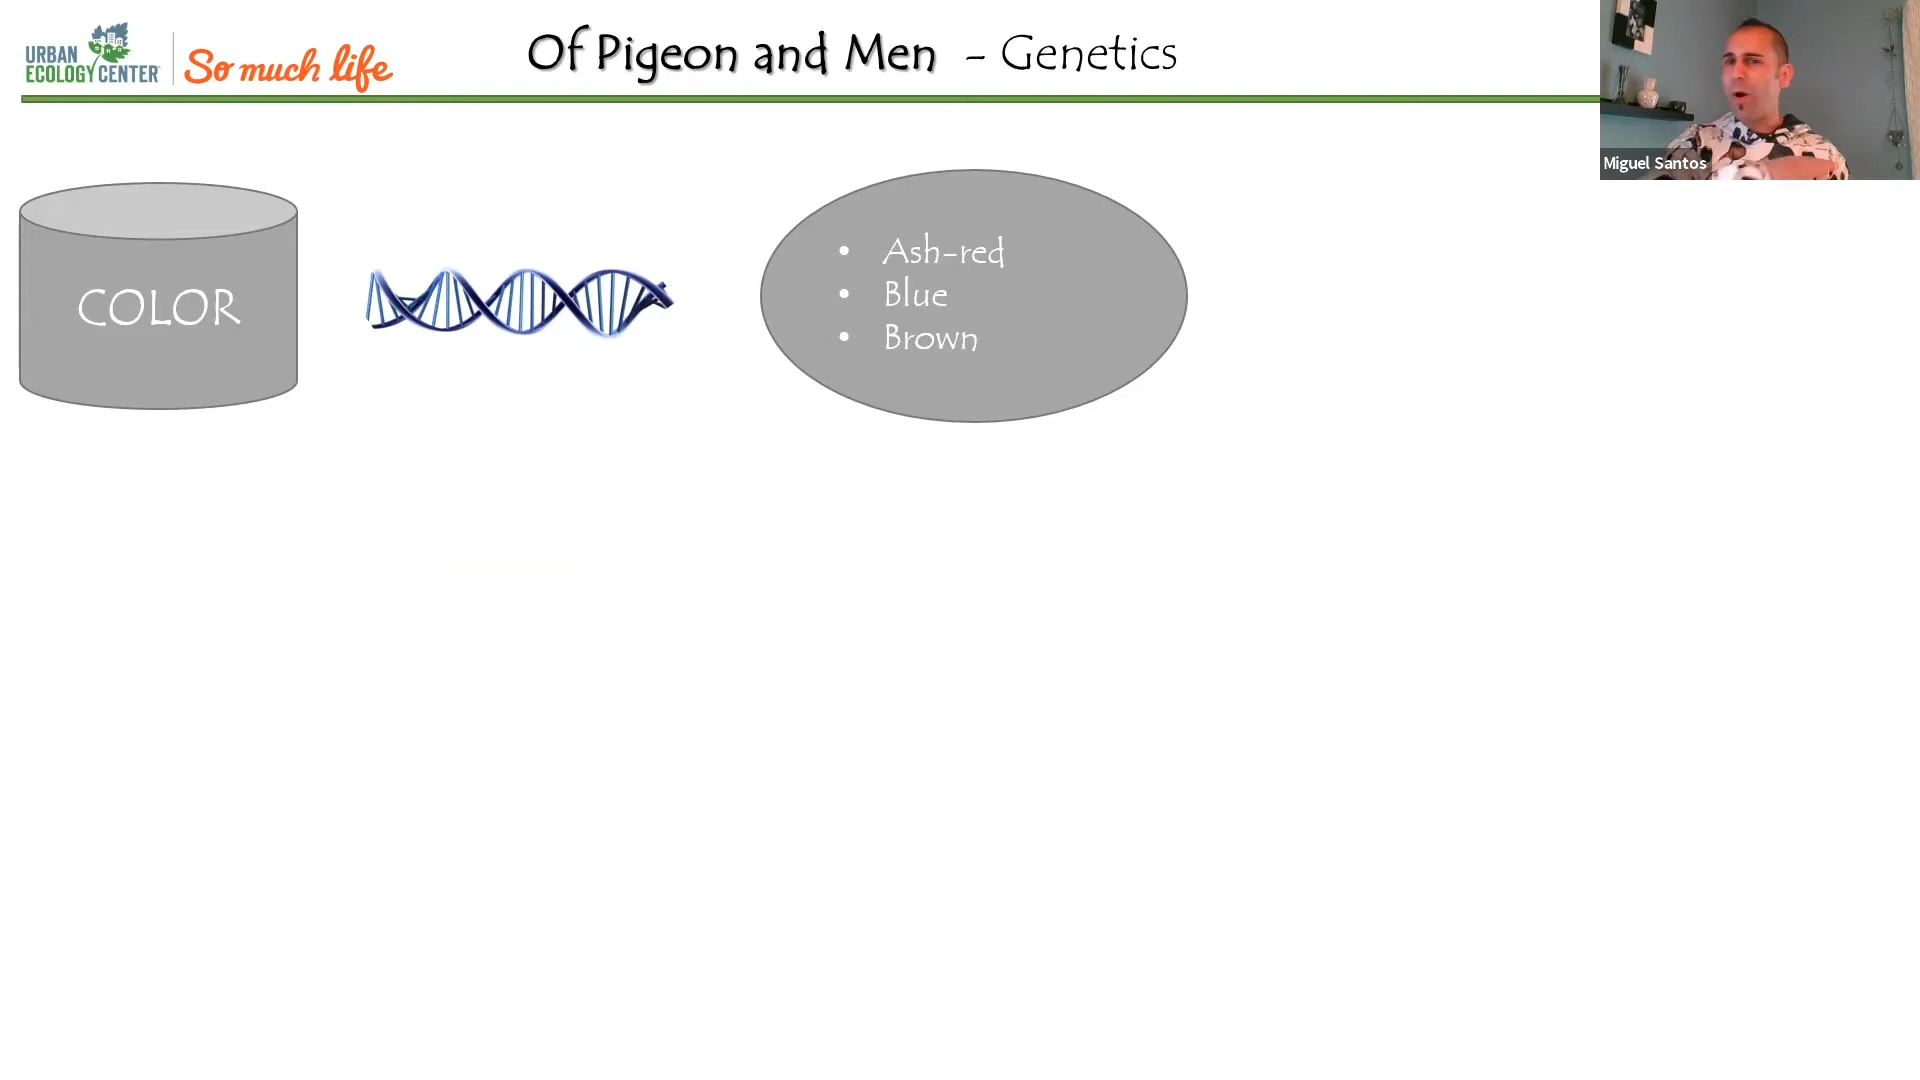 URBAN
ECOLOGY CENTER
So much life
Of Pigeon and Men - Genetics
Miguel Santos
COLOR
• Ash-red
• Blue
• Brown